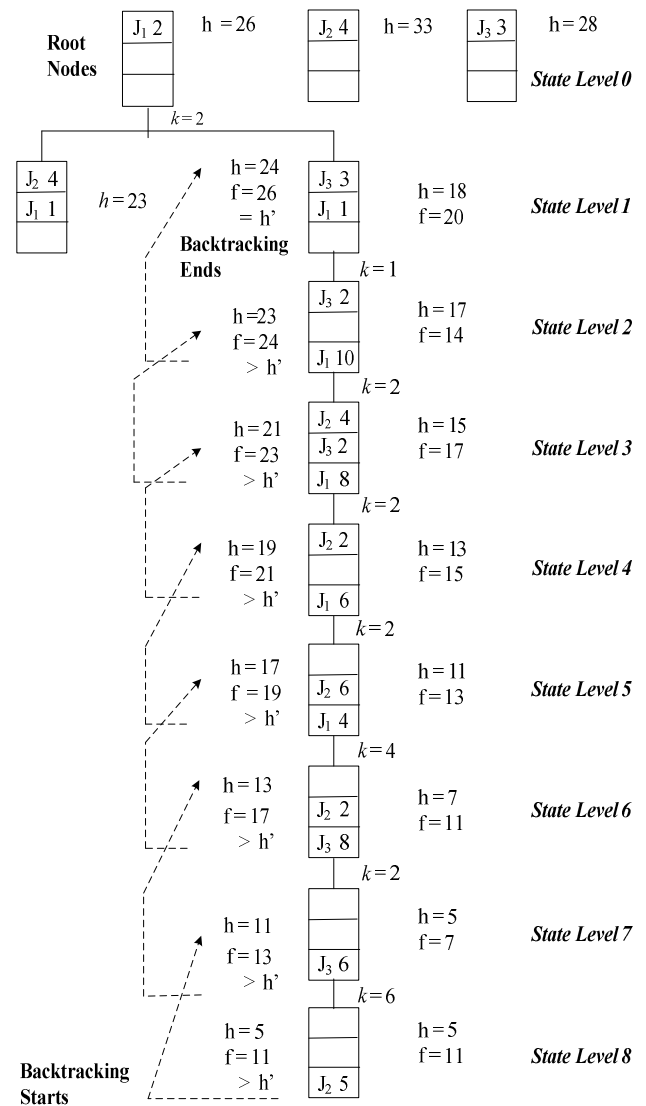 Root Nodes
J₁ 2
h = 26
J₂ 4
h = 33
J₃ 3
h = 28
State Level 0
k = 2
J₂ 4
J₁ 1
h = 23
h = 24
f = 26
= h’
Backtracking Ends
J₃ 3
J₁ 1
h = 18
f = 20
State Level 1
k = 1
h = 23
f = 24
> h’
J₃ 2
J₁ 10
h = 17
f = 14
State Level 2
k = 2
h = 21
f = 23
> h’
J₂ 4
J₃ 2
J₁ 8
h = 15
f = 17
State Level 3
k = 2
h = 19
f = 21
> h’
J₂ 2
J₁ 6
h = 13
f = 15
State Level 4
k = 2
h = 17
f = 19
> h’
J₂ 6
J₁ 4
h = 11
f = 13
State Level 5
k = 4
h = 13
f = 17
> h’
J₂ 2
J₃ 8
h = 7
f = 11
State Level 6
k = 2
h = 11
f = 13
> h’
J₃ 6
h = 5
f = 7
State Level 7
k = 6
Backtracking Starts
h = 5
f = 11
> h’
J₂ 5
h = 5
f = 11
State Level 8